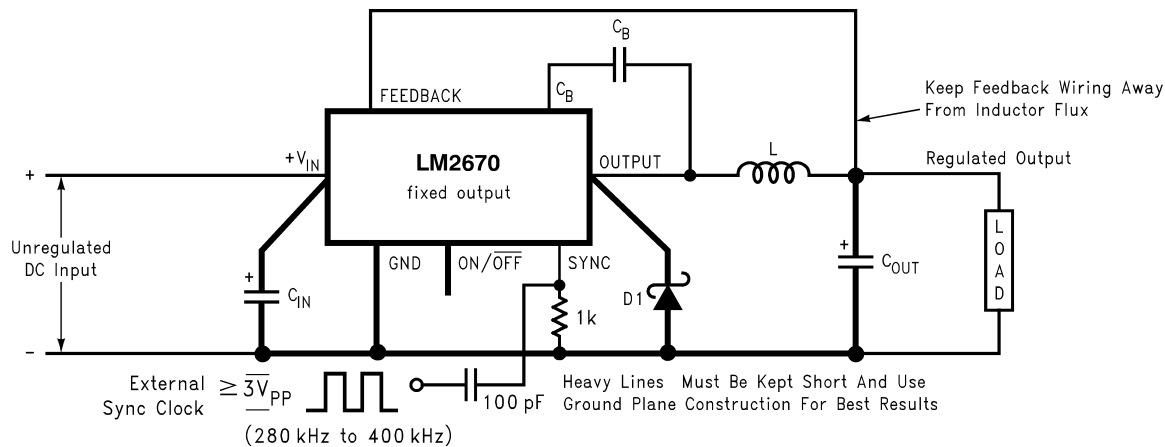 C_B
C_B
FEEDBACK
Keep Feedback Wiring Away
From Inductor Flux
+V_IN
LM2670
fixed output
OUTPUT
L
Regulated Output
+
Unregulated
DC Input
−
+
C_IN
GND
ON/O̅F̅F̅
SYNC
1k
D1
+
C_OUT
LOAD
External
Sync Clock
≥ 3V_PP
(280 kHz to 400 kHz)
100 pF
Heavy Lines Must Be Kept Short And Use
Ground Plane Construction For Best Results